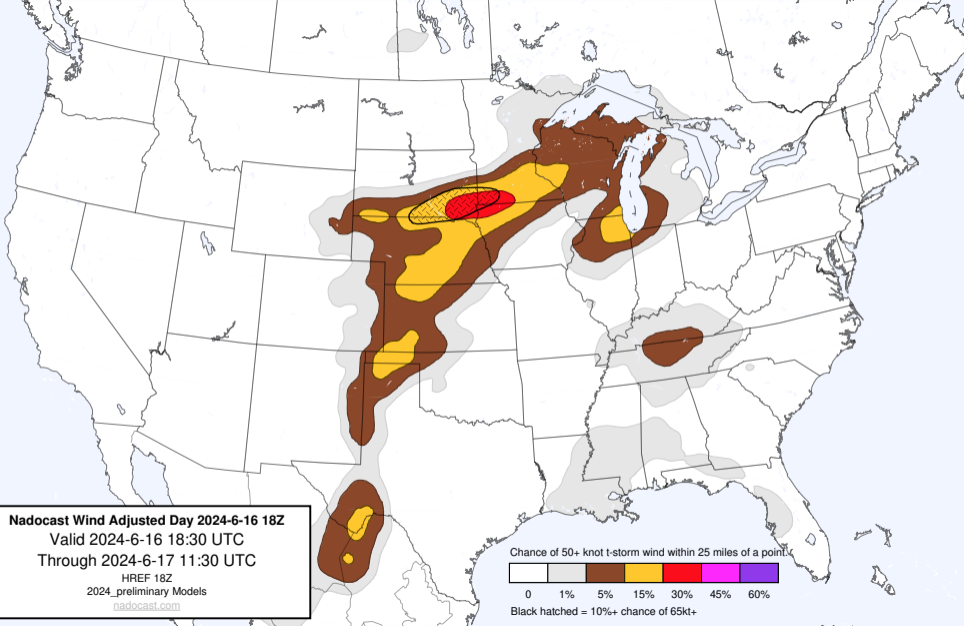 Nadocast Wind Adjusted Day 2024-6-16 18Z
Valid 2024-6-16 18:30 UTC
Through 2024-6-17 11:30 UTC
HREF 18Z
2024_preliminary Models
nadocast.com
Chance of 50+ knot t-storm wind within 25 miles of a point.
0 1% 5% 15% 30% 45% 60%
Black hatched = 10%+ chance of 65kt+